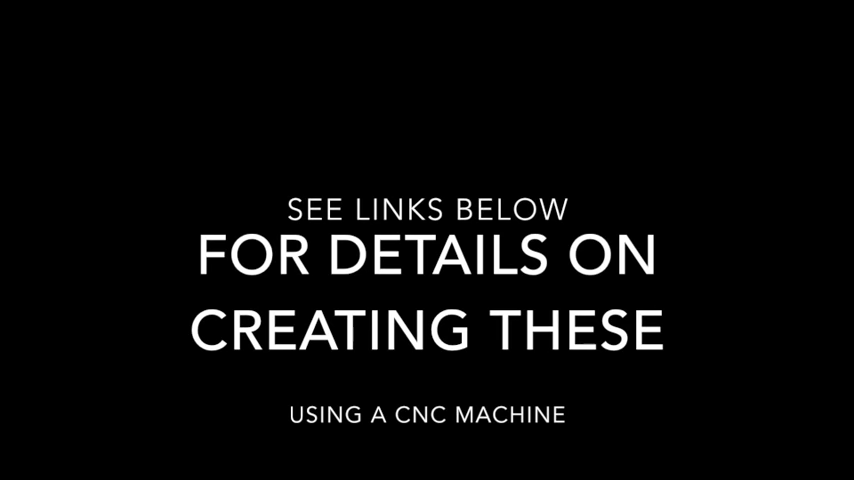 SEE LINKS BELOW
FOR DETAILS ON
CREATING THESE
USING A CNC MACHINE